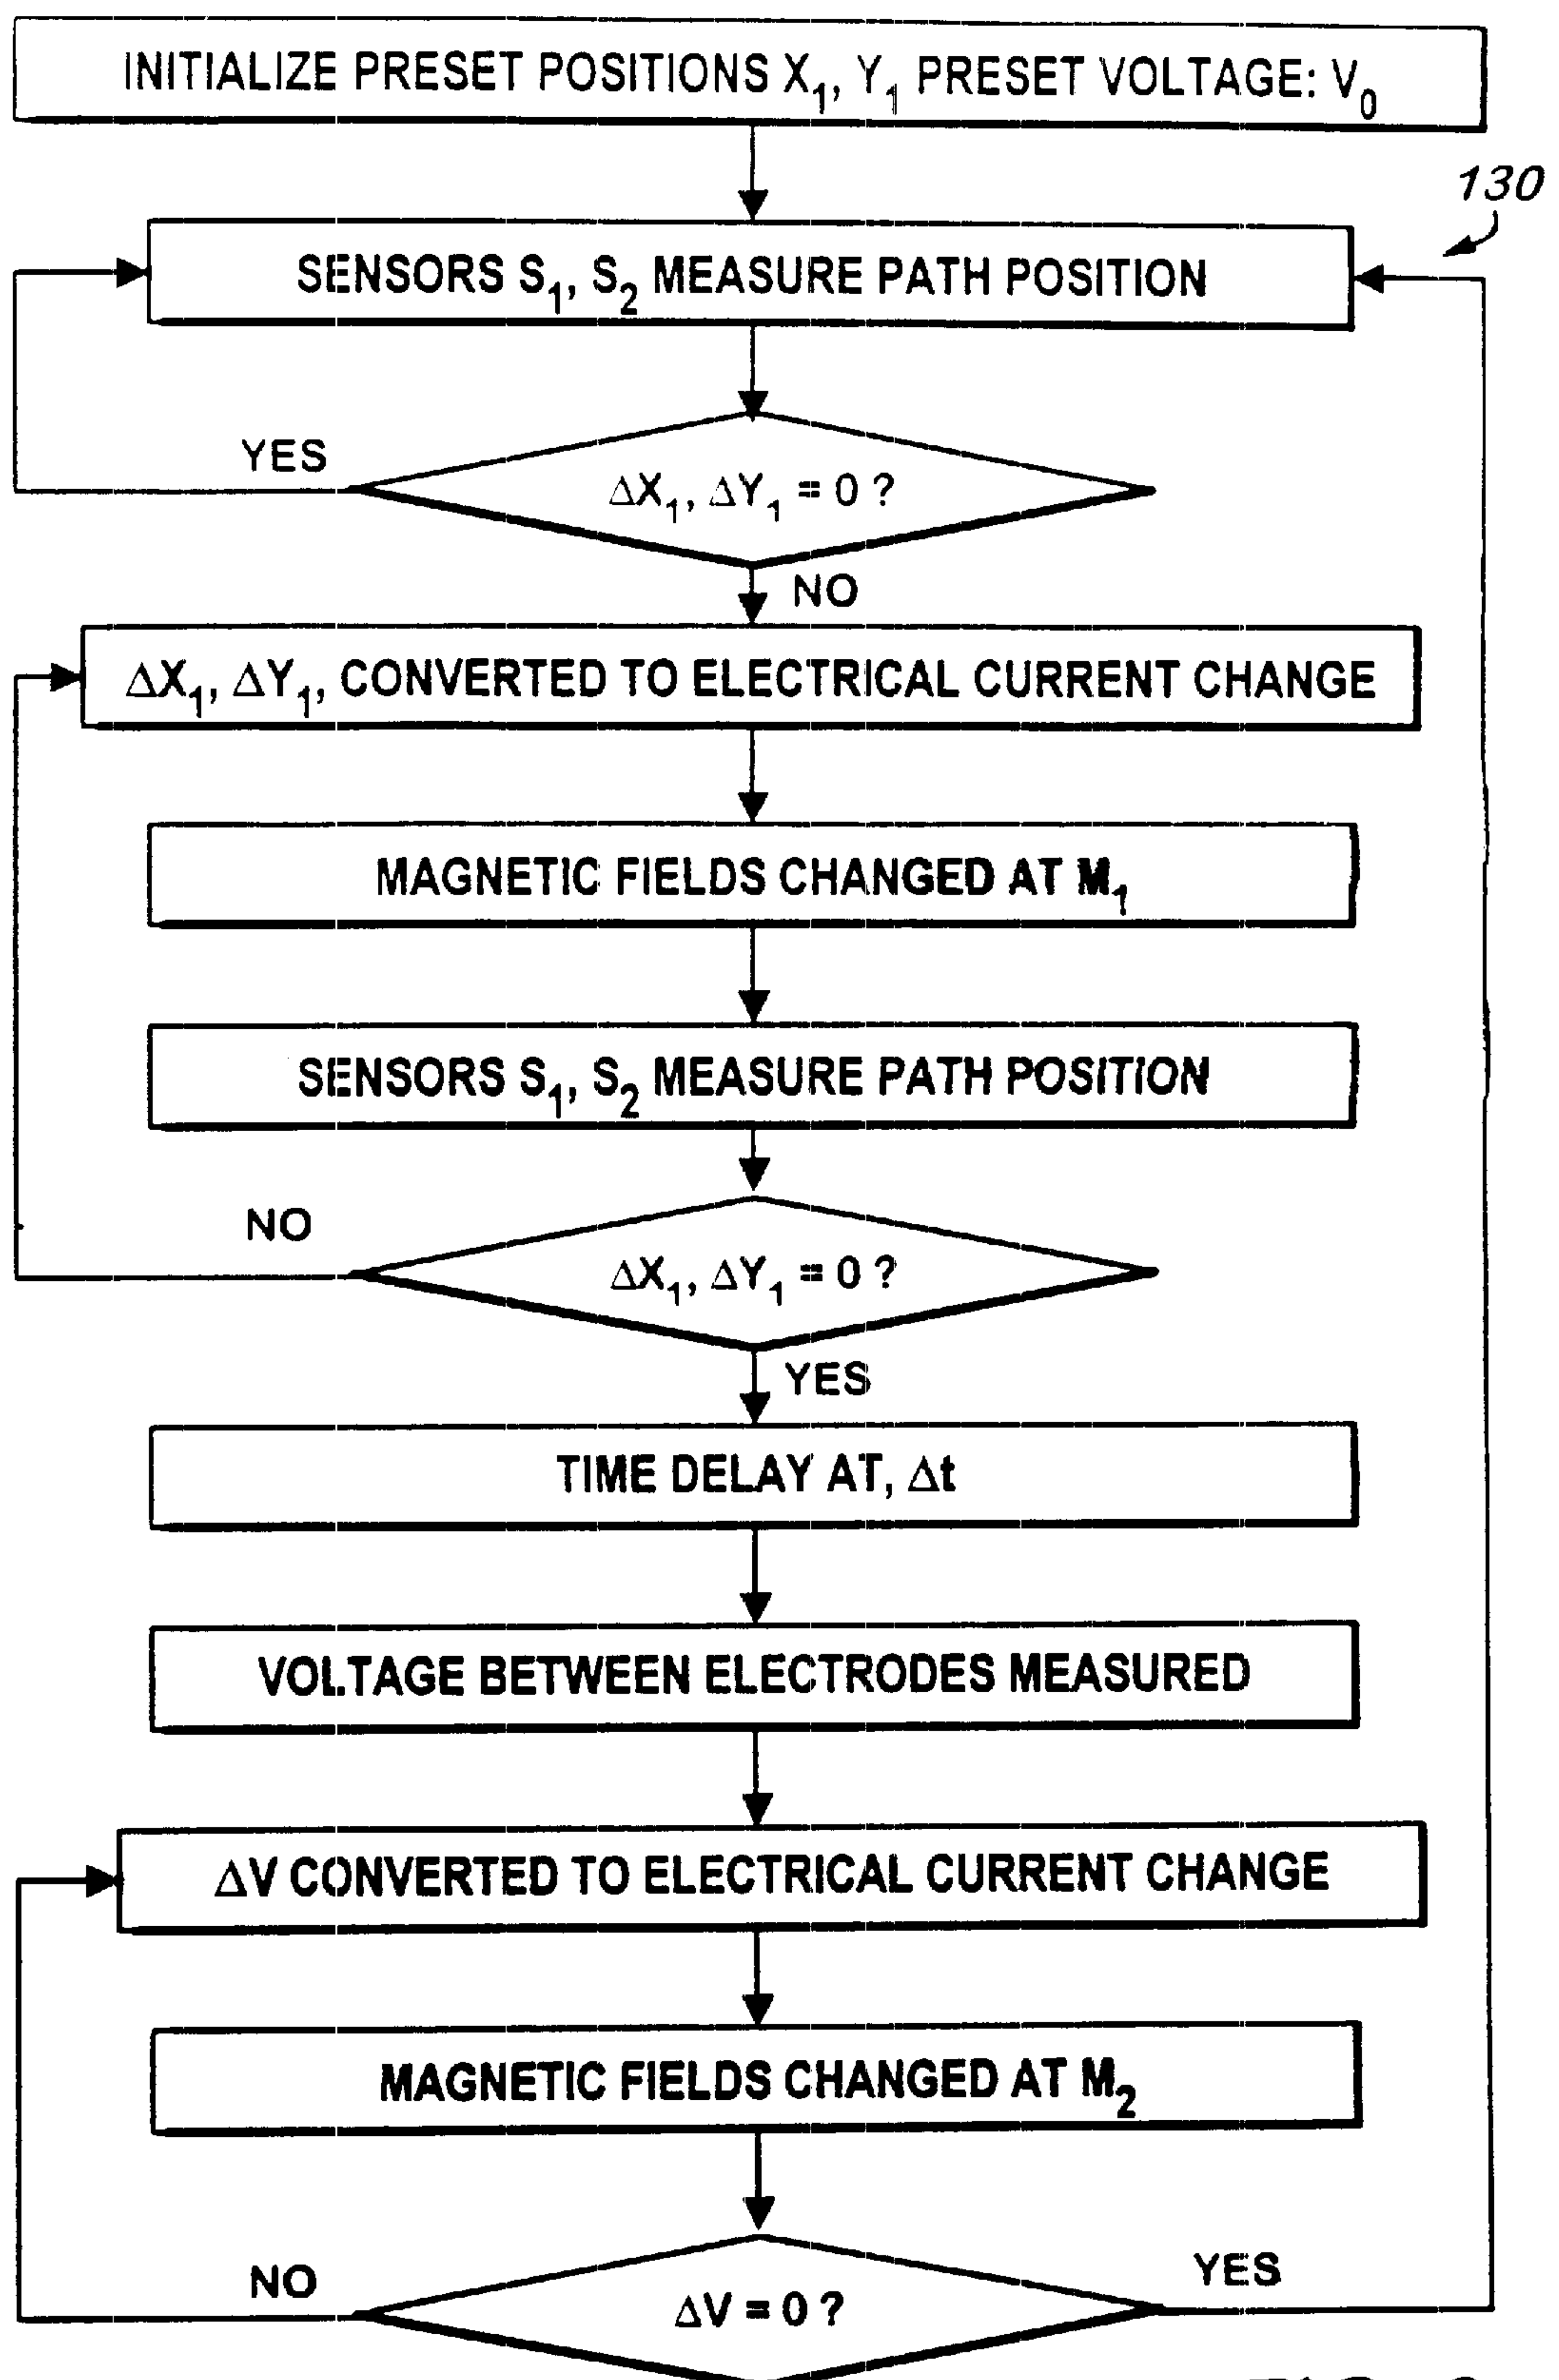 INITIALIZE PRESET POSITIONS X₁, Y₁ PRESET VOLTAGE: V₀
130
SENSORS S₁, S₂ MEASURE PATH POSITION
YES
ΔX₁, ΔY₁ = 0 ?
NO
ΔX₁, ΔY₁, CONVERTED TO ELECTRICAL CURRENT CHANGE
MAGNETIC FIELDS CHANGED AT M₁
SENSORS S₁, S₂ MEASURE PATH POSITION
NO
ΔX₁, ΔY₁ = 0 ?
YES
TIME DELAY AT, Δt
VOLTAGE BETWEEN ELECTRODES MEASURED
ΔV CONVERTED TO ELECTRICAL CURRENT CHANGE
MAGNETIC FIELDS CHANGED AT M₂
NO
YES
ΔV = 0 ?